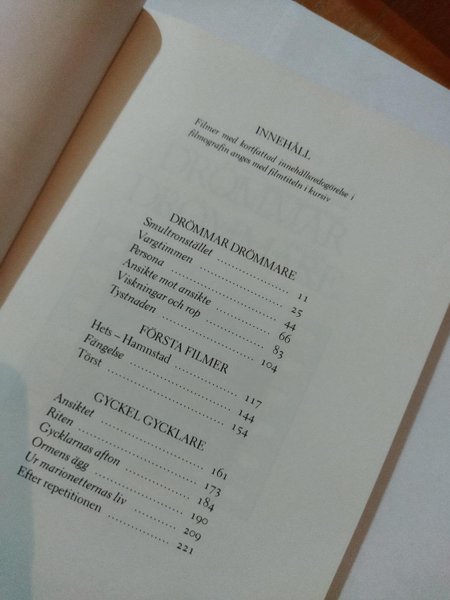 INNEHÅLL
Filmer med kortfattad innehållsredogörelse i
filmografin anges med filmtiteln i kursiv
DRÖMMAR DRÖMMARE
Smultronstället 11
Vargtimmen 25
Persona 44
Ansikte mot ansikte 66
Viskningar och rop 83
Tystnaden 104
FÖRSTA FILMER
Hets – Hamnstad 117
Fängelse 144
Törst 154
GYCKEL GYCKLARE
Ansiktet 161
Riten 173
Gycklarnas afton 184
Ormens ägg 190
Ur marionetternas liv 209
Efter repetitionen 221